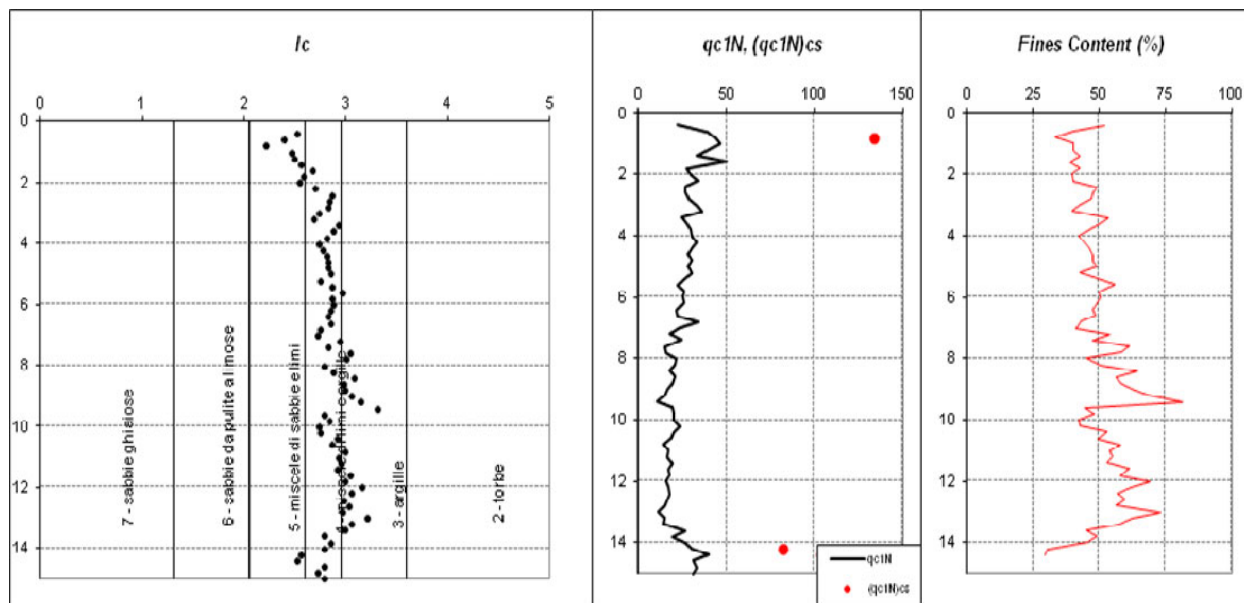 Ic
0 1 2 3 4 5
0
2
4
6
8
10
12
14
7 - sabbie ghiaiose
6 - sabbie da pulite a limose
5 - miscele di sabbie e limi
3 - argille
2 - torbe
qc1N, (qc1N)cs
0 50 100 150
0
2
4
6
8
10
12
14
qc1N
(qc1N)cs
Fines Content (%)
0 25 50 75 100
0
2
4
6
8
10
12
14